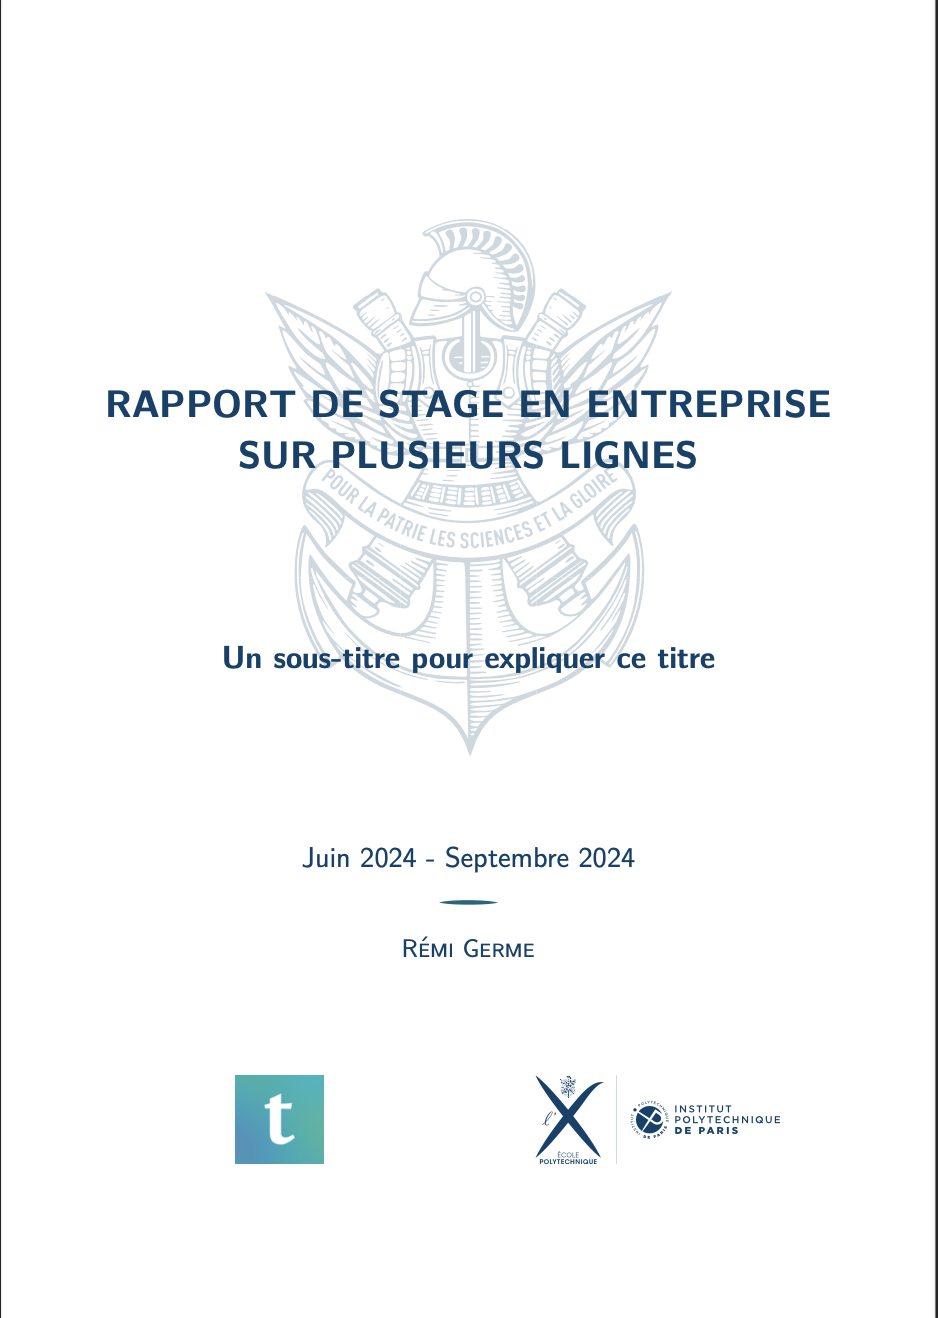 RAPPORT DE STAGE EN ENTREPRISE
SUR PLUSIEURS LIGNES
POUR LA PATRIE LES SCIENCES ET LA GLOIRE
Un sous-titre pour expliquer ce titre
Juin 2024 - Septembre 2024
Rémi Germe
t
l'X
ÉCOLE
POLYTECHNIQUE
INSTITUT
POLYTECHNIQUE
DE PARIS